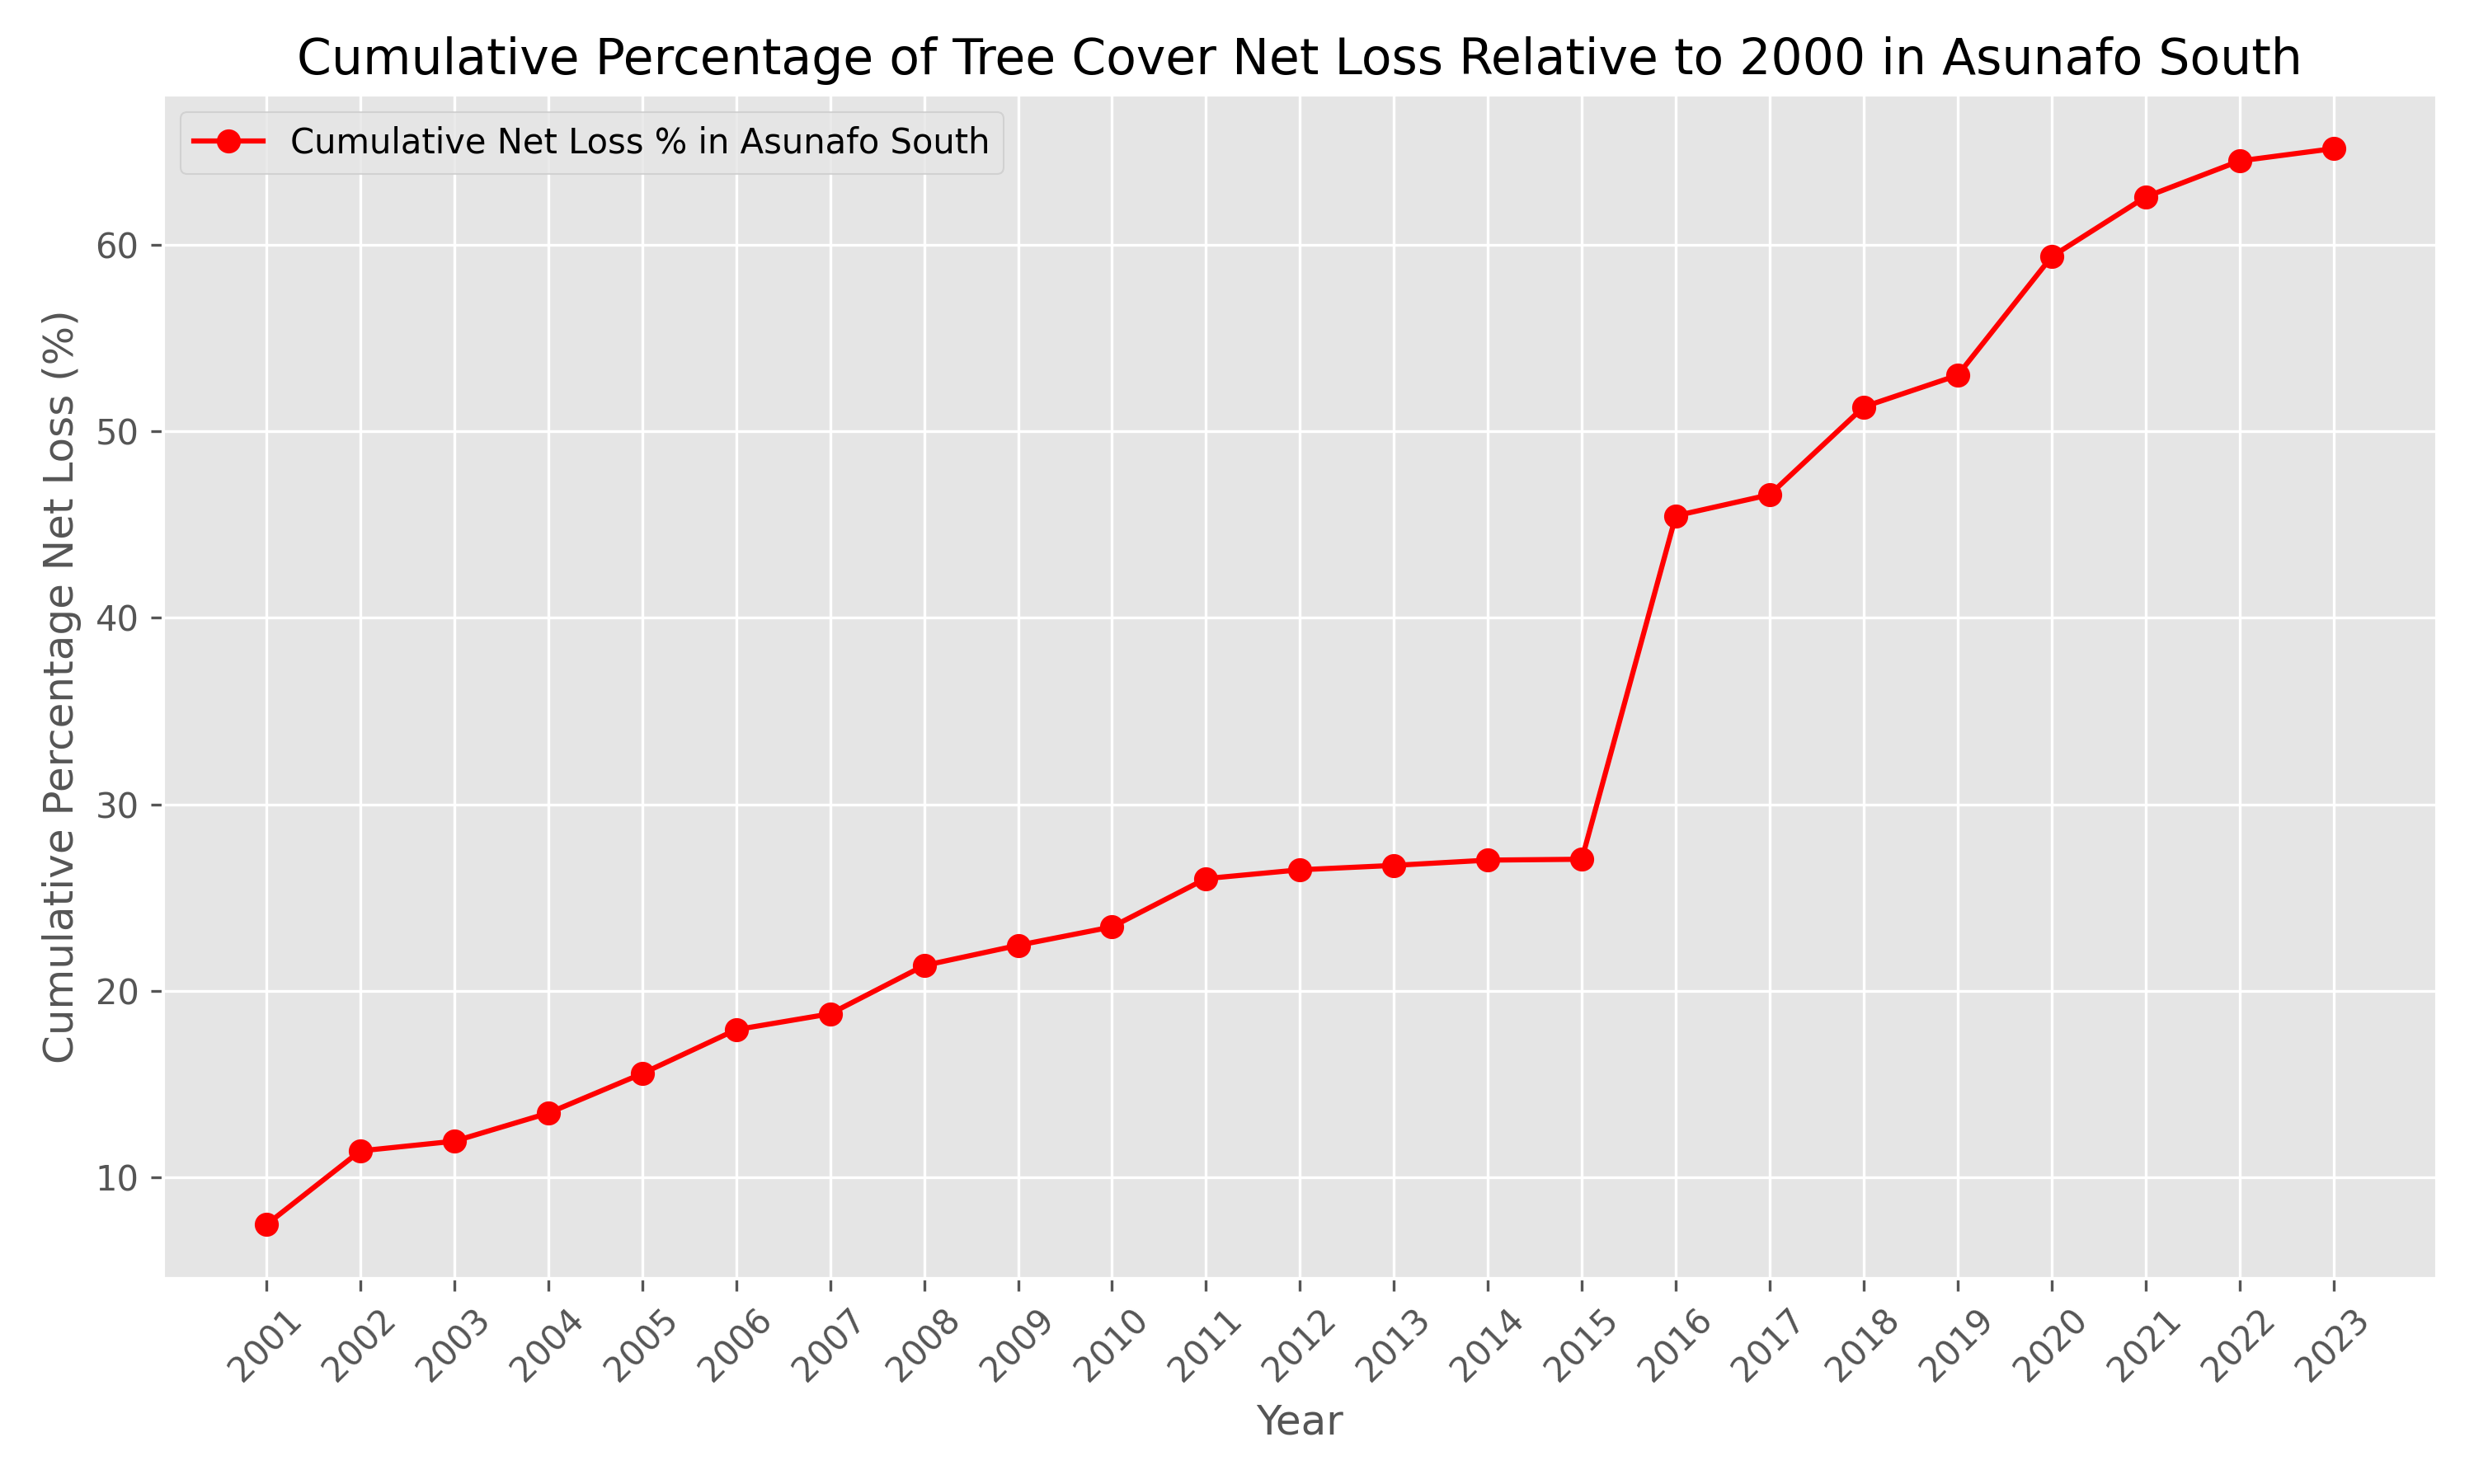 Cumulative Percentage of Tree Cover Net Loss Relative to 2000 in Asunafo South
Cumulative Net Loss % in Asunafo South
Cumulative Percentage Net Loss (%)
60
50
40
30
20
10
2001 2002 2003 2004 2005 2006 2007 2008 2009 2010 2011 2012 2013 2014 2015 2016 2017 2018 2019 2020 2021 2022 2023
Year